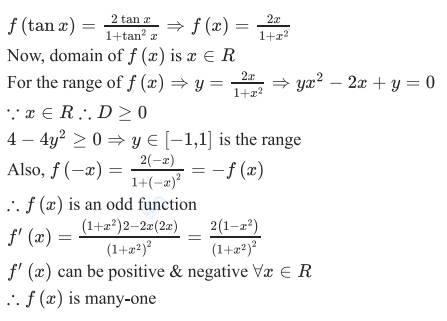 f (tan x) = 2 tan x / 1+tan² x ⇒ f (x) = 2x / 1+x²
Now, domain of f (x) is x ∈ R
For the range of f (x) ⇒ y = 2x / 1+x² ⇒ yx² − 2x + y = 0
∵ x ∈ R ∴ D ≥ 0
4 − 4y² ≥ 0 ⇒ y ∈ [−1,1] is the range
Also, f (−x) = 2(−x) / 1+(−x)² = −f (x)
∴ f (x) is an odd function
f′ (x) = (1+x²)2−2x(2x) / (1+x²)² = 2(1−x²) / (1+x²)²
f′ (x) can be positive & negative ∀x ∈ R
∴ f (x) is many-one